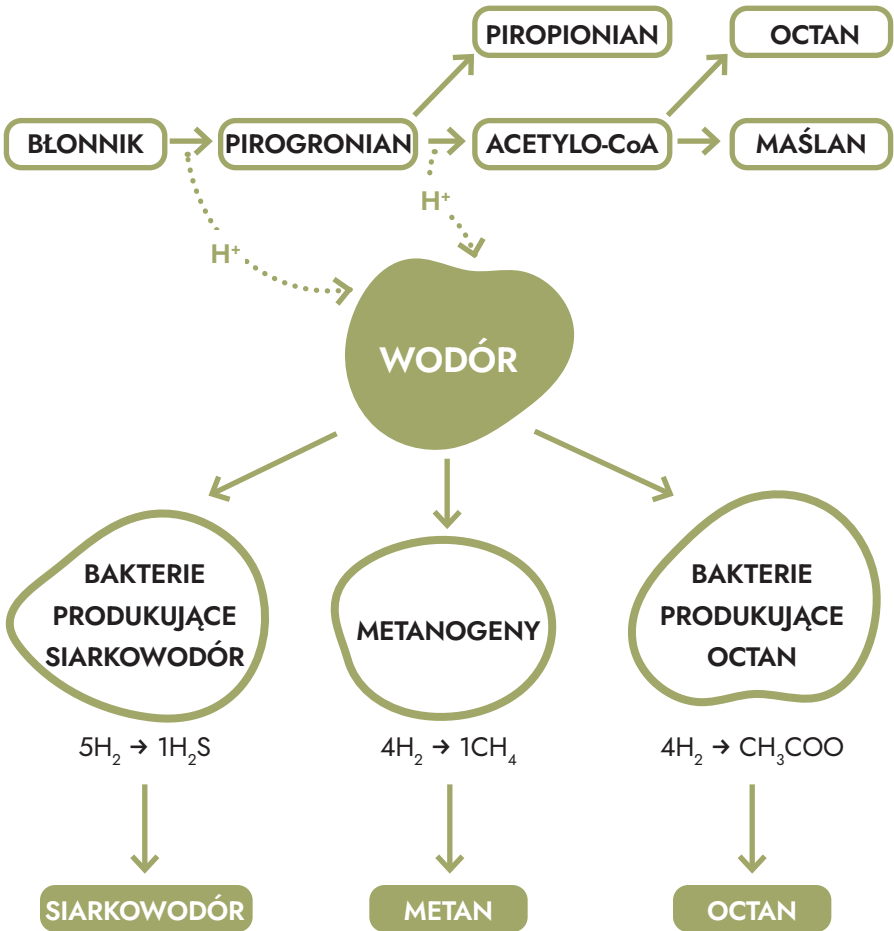 PIROPIONIAN
OCTAN
BŁONNIK
PIROGRONIAN
ACETYLO-CoA
MAŚLAN
H⁺
H⁺
WODÓR
BAKTERIE
PRODUKUJĄCE
SIARKOWODÓR
METANOGENY
BAKTERIE
PRODUKUJĄCE
OCTAN
5H₂ → 1H₂S
4H₂ → 1CH₄
4H₂ → CH₃COO
SIARKOWODÓR
METAN
OCTAN